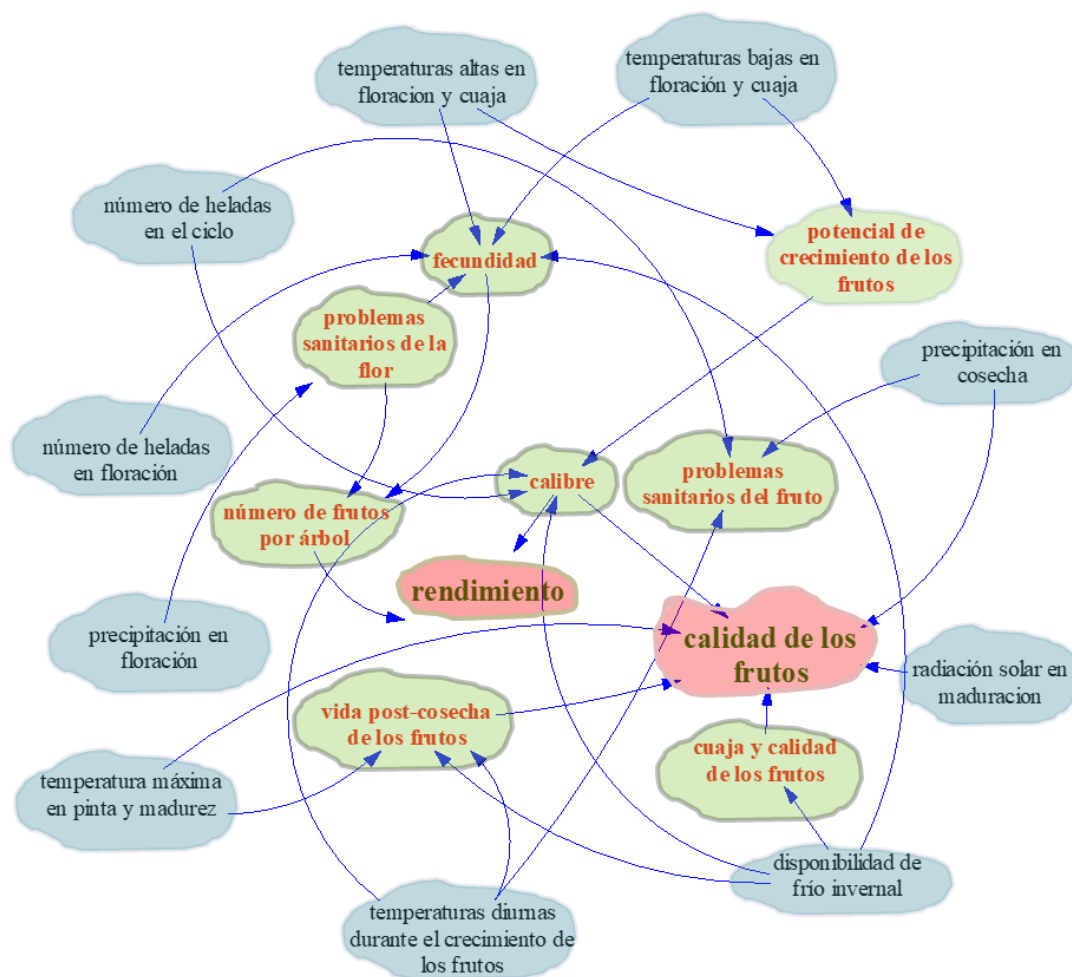 temperaturas altas en
floracion y cuaja
temperaturas bajas en
floración y cuaja
número de heladas
en el ciclo
fecundidad
potencial de
crecimiento de los
frutos
problemas
sanitarios de la
flor
precipitación en
cosecha
número de heladas
en floración
calibre
problemas
sanitarios del fruto
número de frutos
por árbol
rendimiento
precipitación en
floración
calidad de los
frutos
radiación solar en
maduracion
vida post-cosecha
de los frutos
cuaja y calidad
de los frutos
temperatura máxima
en pinta y madurez
disponibilidad de
frío invernal
temperaturas diurnas
durante el crecimiento de
los frutos